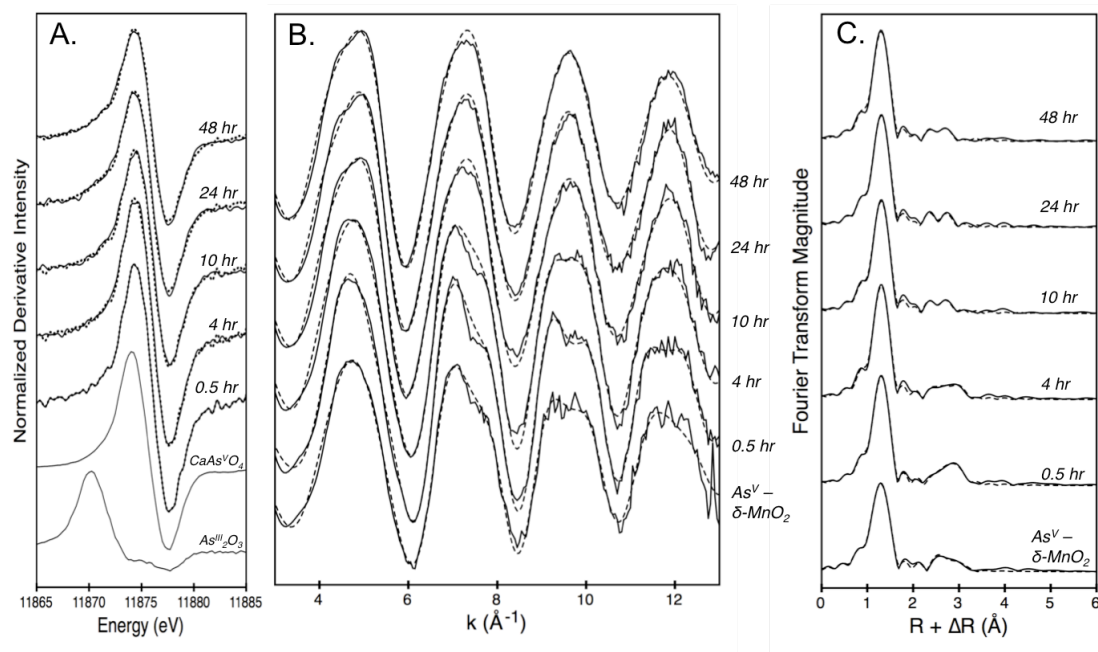 A.
B.
C.
48 hr
24 hr
10 hr
4 hr
0.5 hr
CaAsⱽO₄
Asᴵᴵᴵ₂O₃
Normalized Derivative Intensity
11865 11870 11875 11880 11885
Energy (eV)
48 hr
24 hr
10 hr
4 hr
0.5 hr
Asⱽ –
δ-MnO₂
4 6 8 10 12
k (Å⁻¹)
Fourier Transform Magnitude
48 hr
24 hr
10 hr
4 hr
0.5 hr
Asⱽ –
δ-MnO₂
0 1 2 3 4 5 6
R + ΔR (Å)